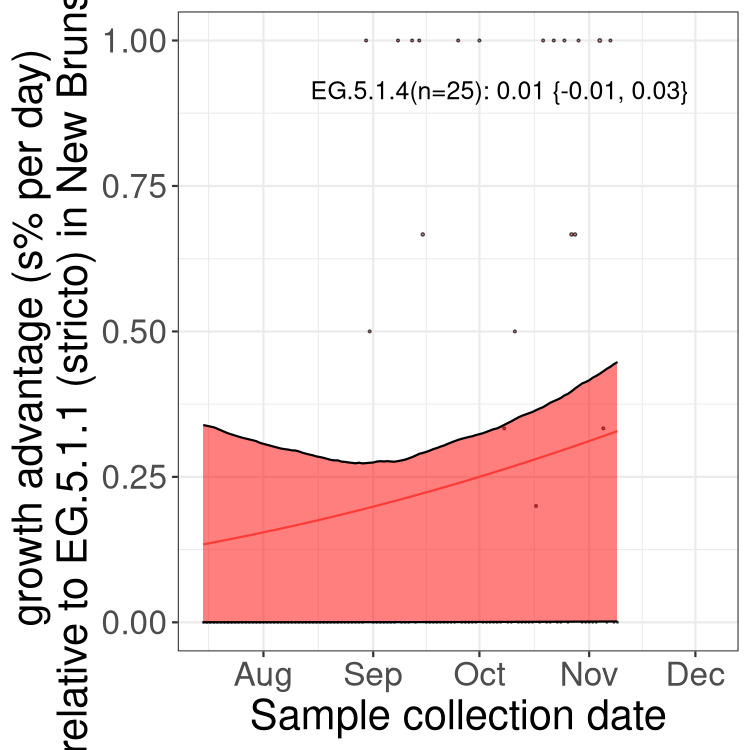 growth advantage (s% per day)
relative to EG.5.1.1 (stricto) in New Bruns
1.00
0.75
0.50
0.25
0.00
EG.5.1.4(n=25): 0.01 {-0.01, 0.03}
Aug Sep Oct Nov Dec
Sample collection date